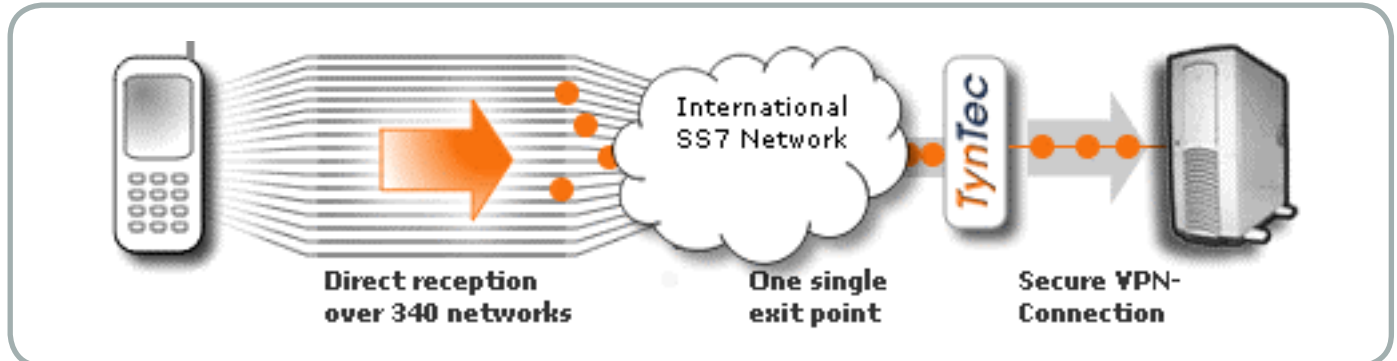 International
SS7 Network
TynTec
Direct reception
over 340 networks
One single
exit point
Secure VPN-
Connection